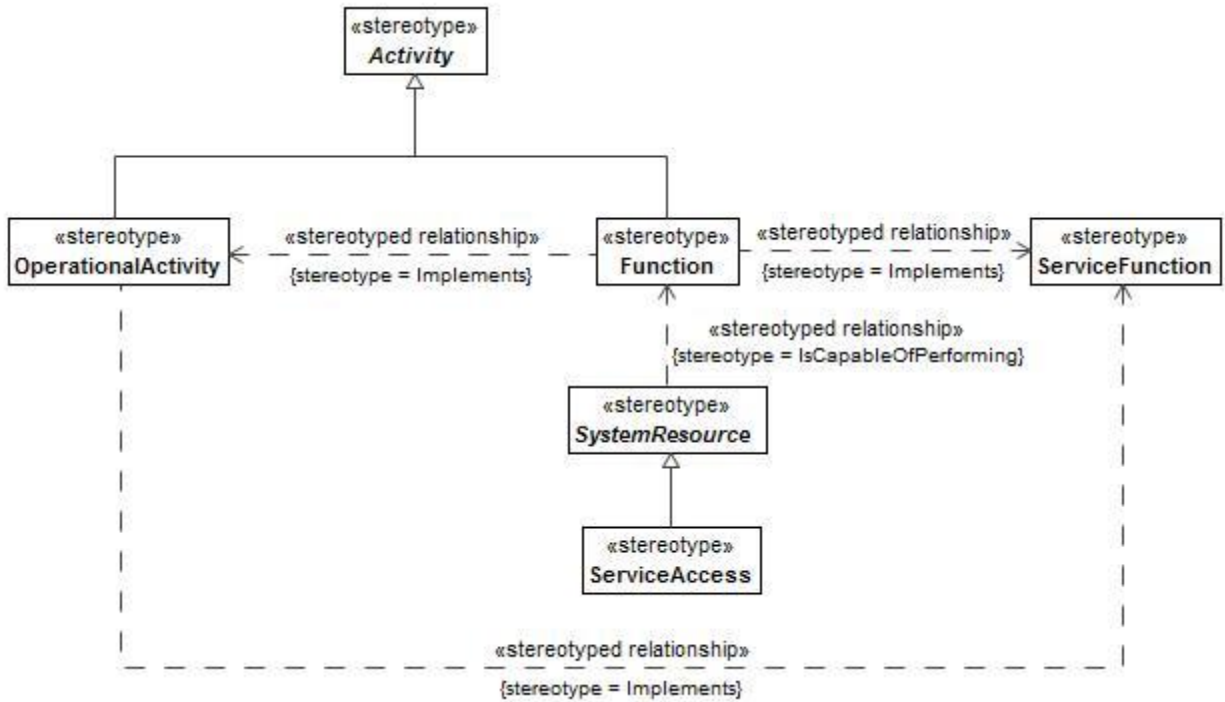 «stereotype»
Activity
«stereotype»
OperationalActivity
«stereotyped relationship»
{stereotype = Implements}
«stereotype»
Function
«stereotyped relationship»
{stereotype = Implements}
«stereotype»
ServiceFunction
«stereotyped relationship»
{stereotype = IsCapableOfPerforming}
«stereotype»
SystemResource
«stereotype»
ServiceAccess
«stereotyped relationship»
{stereotype = Implements}